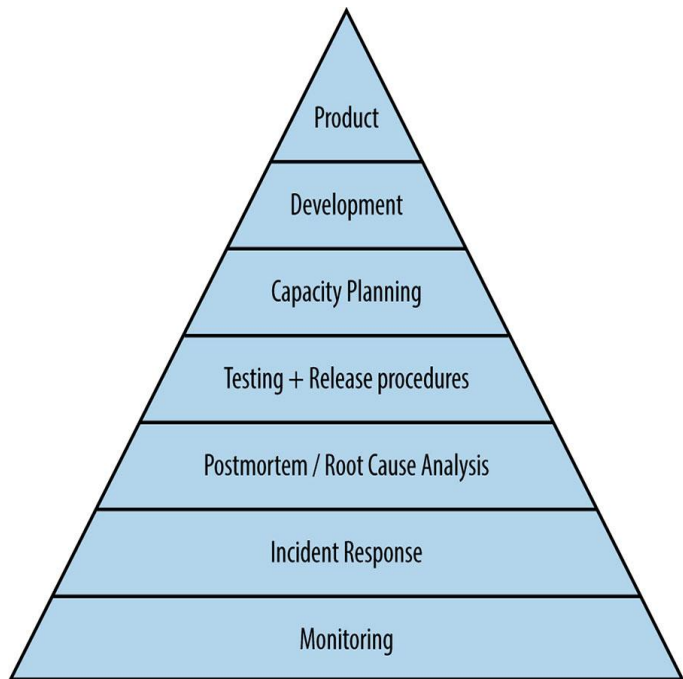 Product
Development
Capacity Planning
Testing + Release procedures
Postmortem / Root Cause Analysis
Incident Response
Monitoring